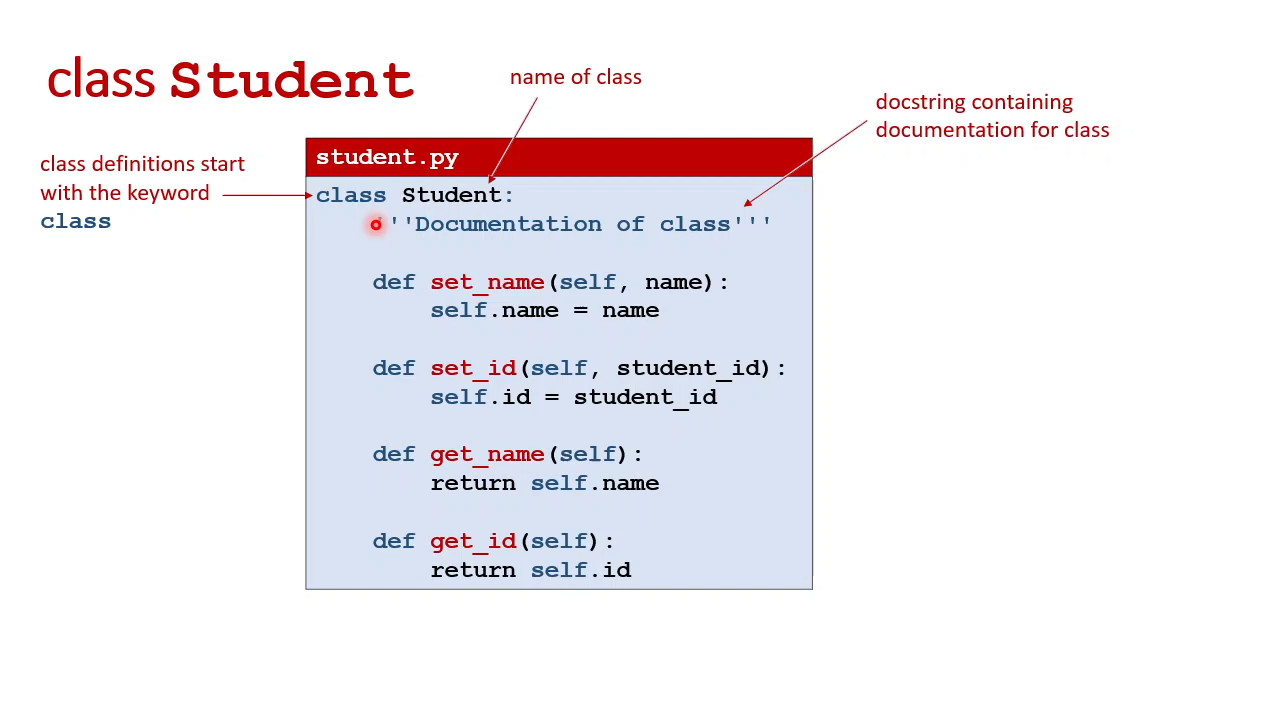 class Student
name of class
docstring containing
documentation for class
class definitions start
with the keyword
class
student.py
class Student:
'''Documentation of class'''
def set_name(self, name):
self.name = name
def set_id(self, student_id):
self.id = student_id
def get_name(self):
return self.name
def get_id(self):
return self.id